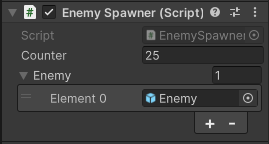 # Enemy Spawner (Script)
Script # EnemySpawner
Counter 25
Enemy 1
Element 0 Enemy
+ -